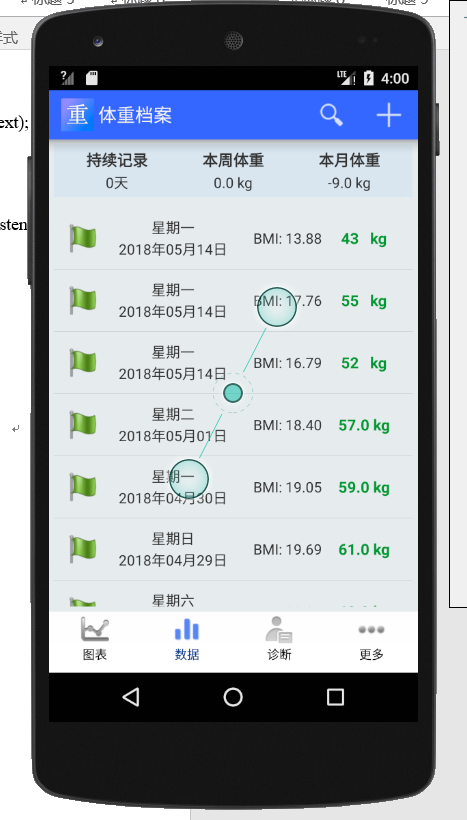 标题
标题
样式
4:00
LTE
重 体重档案
ext);
持续记录 本周体重 本月体重
0天 0.0 kg -9.0 kg
sten
星期一
2018年05月14日 BMI: 13.88 43 kg
星期一
2018年05月14日 BMI: 17.76 55 kg
星期一
2018年05月14日 BMI: 16.79 52 kg
星期二
2018年05月01日 BMI: 18.40 57.0 kg
星期一
2018年04月30日 BMI: 19.05 59.0 kg
星期日
2018年04月29日 BMI: 19.69 61.0 kg
星期六
图表 数据 诊断 更多